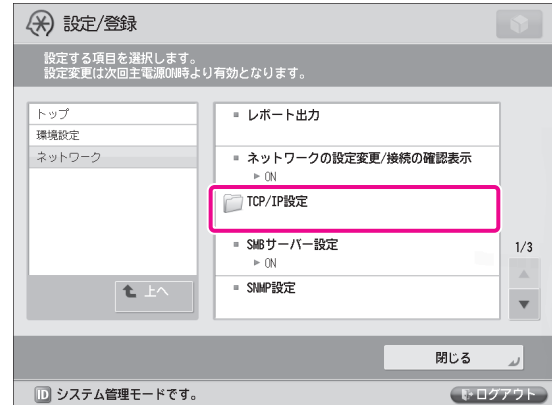 設定/登録
設定する項目を選択します。
設定変更は次回主電源ON時より有効となります。
トップ
環境設定
ネットワーク
上へ
レポート出力
ネットワークの設定変更/接続の確認表示
► ON
TCP/IP設定
SMBサーバー設定
► ON
SNMP設定
1/3
閉じる
ID システム管理モードです。
ログアウト